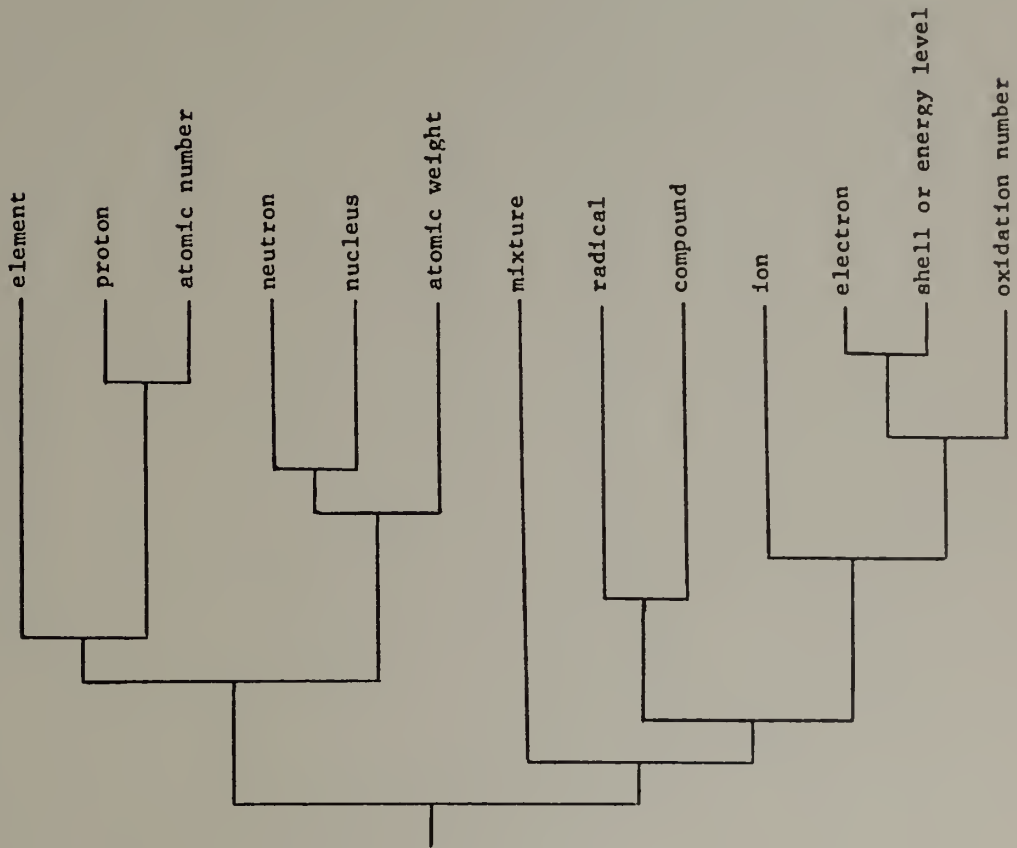 element
proton
atomic number
neutron
nucleus
atomic weight
mixture
radical
compound
ion
electron
shell or energy level
oxidation number